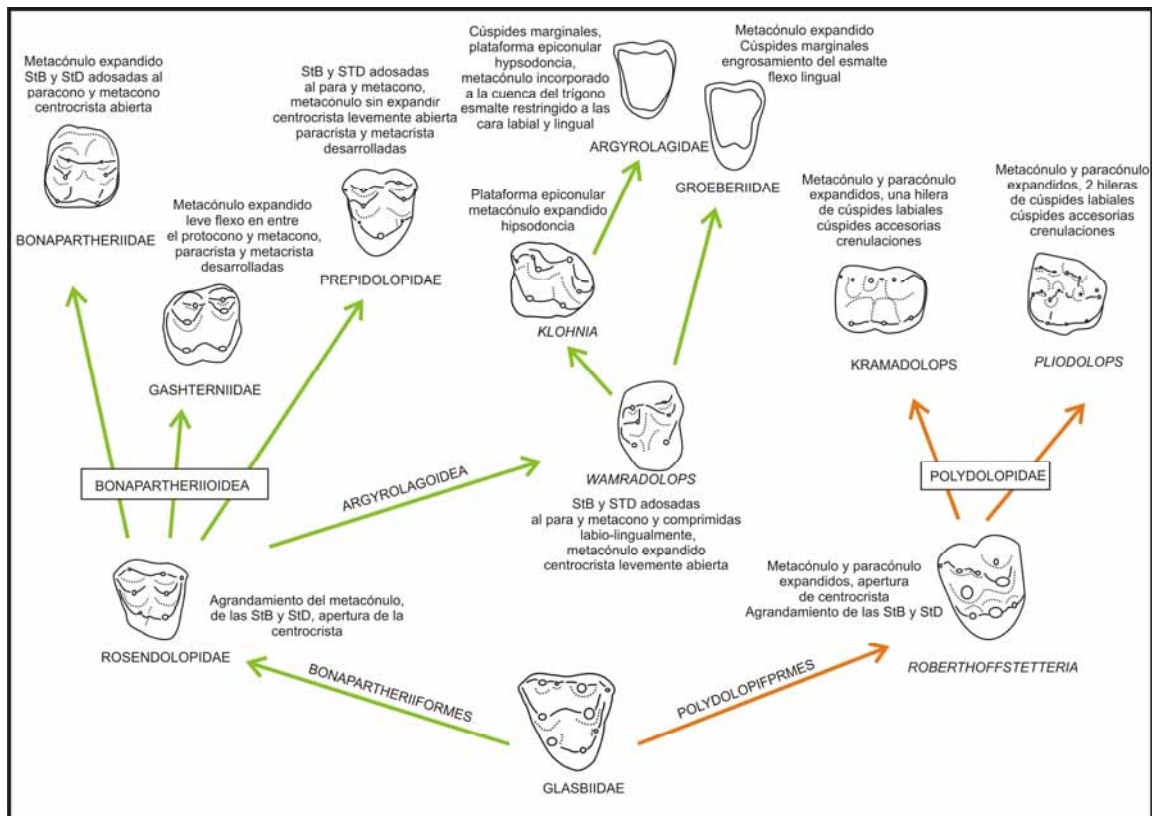 Metacónulo expandido
StB y StD adosadas al
paracono y metacono
centrocrista abierta
BONAPARTHERIIDAE
Metacónulo expandido
leve flexo en entre
el protocono y metacono,
paracrista y metacrista
desarrolladas
GASHTERNIIDAE
StB y STD adosadas
al para y metacono,
metacónulo sin expandir
centrocrista levemente abierta
paracrista y metacrista
desarrolladas
PREPIDOLOPIDAE
Cúspides marginales,
plataforma epiconular
hypsodoncia,
metacónulo incorporado
a la cuenca del trígono
esmalte restringido a las
cara labial y lingual
ARGYROLAGIDAE
Metacónulo expandido
Cúspides marginales
engrosamiento del esmalte
flexo lingual
GROEBERIIDAE
Plataforma epiconular
metacónulo expandido
hipsodoncia
KLOHNIA
Metacónulo y paracónulo
expandidos, una hilera
de cúspides labiales
cúspides accesorias
crenulaciones
KRAMADOLOPS
Metacónulo y paracónulo
expandidos, 2 hileras
de cúspides labiales
cúspides accesorias
crenulaciones
PLIODOLOPS
BONAPARTHERIIOIDEA
ARGYROLAGOIDEA
WAMRADOLOPS
StB y STD adosadas
al para y metacono y comprimidas
labio-lingualmente,
metacónulo expandido
centrocrista levemente abierta
POLYDOLOPIDAE
Metacónulo y paracónulo
expandidos, apertura
de centrocrista
Agrandamiento de las StB y StD
ROBERTHOFFSTETTERIA
Agrandamiento del metacónulo,
de las StB y StD, apertura de la
centrocrista
ROSENDOLOPIDAE
BONAPARTHERIIFORMES
POLYDOLOPIFPRMES
GLASBIIDAE